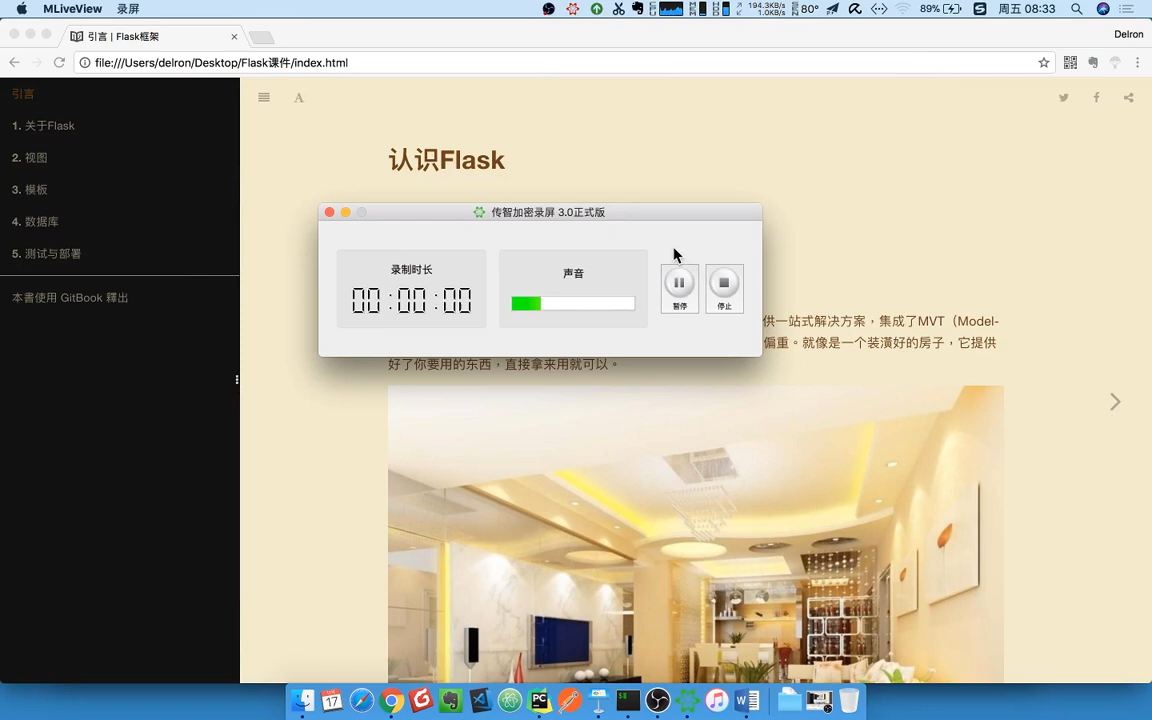 MLiveView 录屏
194.3KB/s
1.0KB/s
80°
89%
周五 08:33
引言 | Flask框架
Delron
file:///Users/delron/Desktop/Flask课件/index.html
引言
1. 关于Flask
2. 视图
3. 模板
4. 数据库
5. 测试与部署
本書使用 GitBook 釋出
A
认识Flask
传智加密录屏 3.0正式版
录制时长
00:00:00
声音
暂停
停止
供一站式解决方案，集成了MVT（Model-
偏重。就像是一个装潢好的房子，它提供
好了你要用的东西，直接拿来用就可以。
17
PC